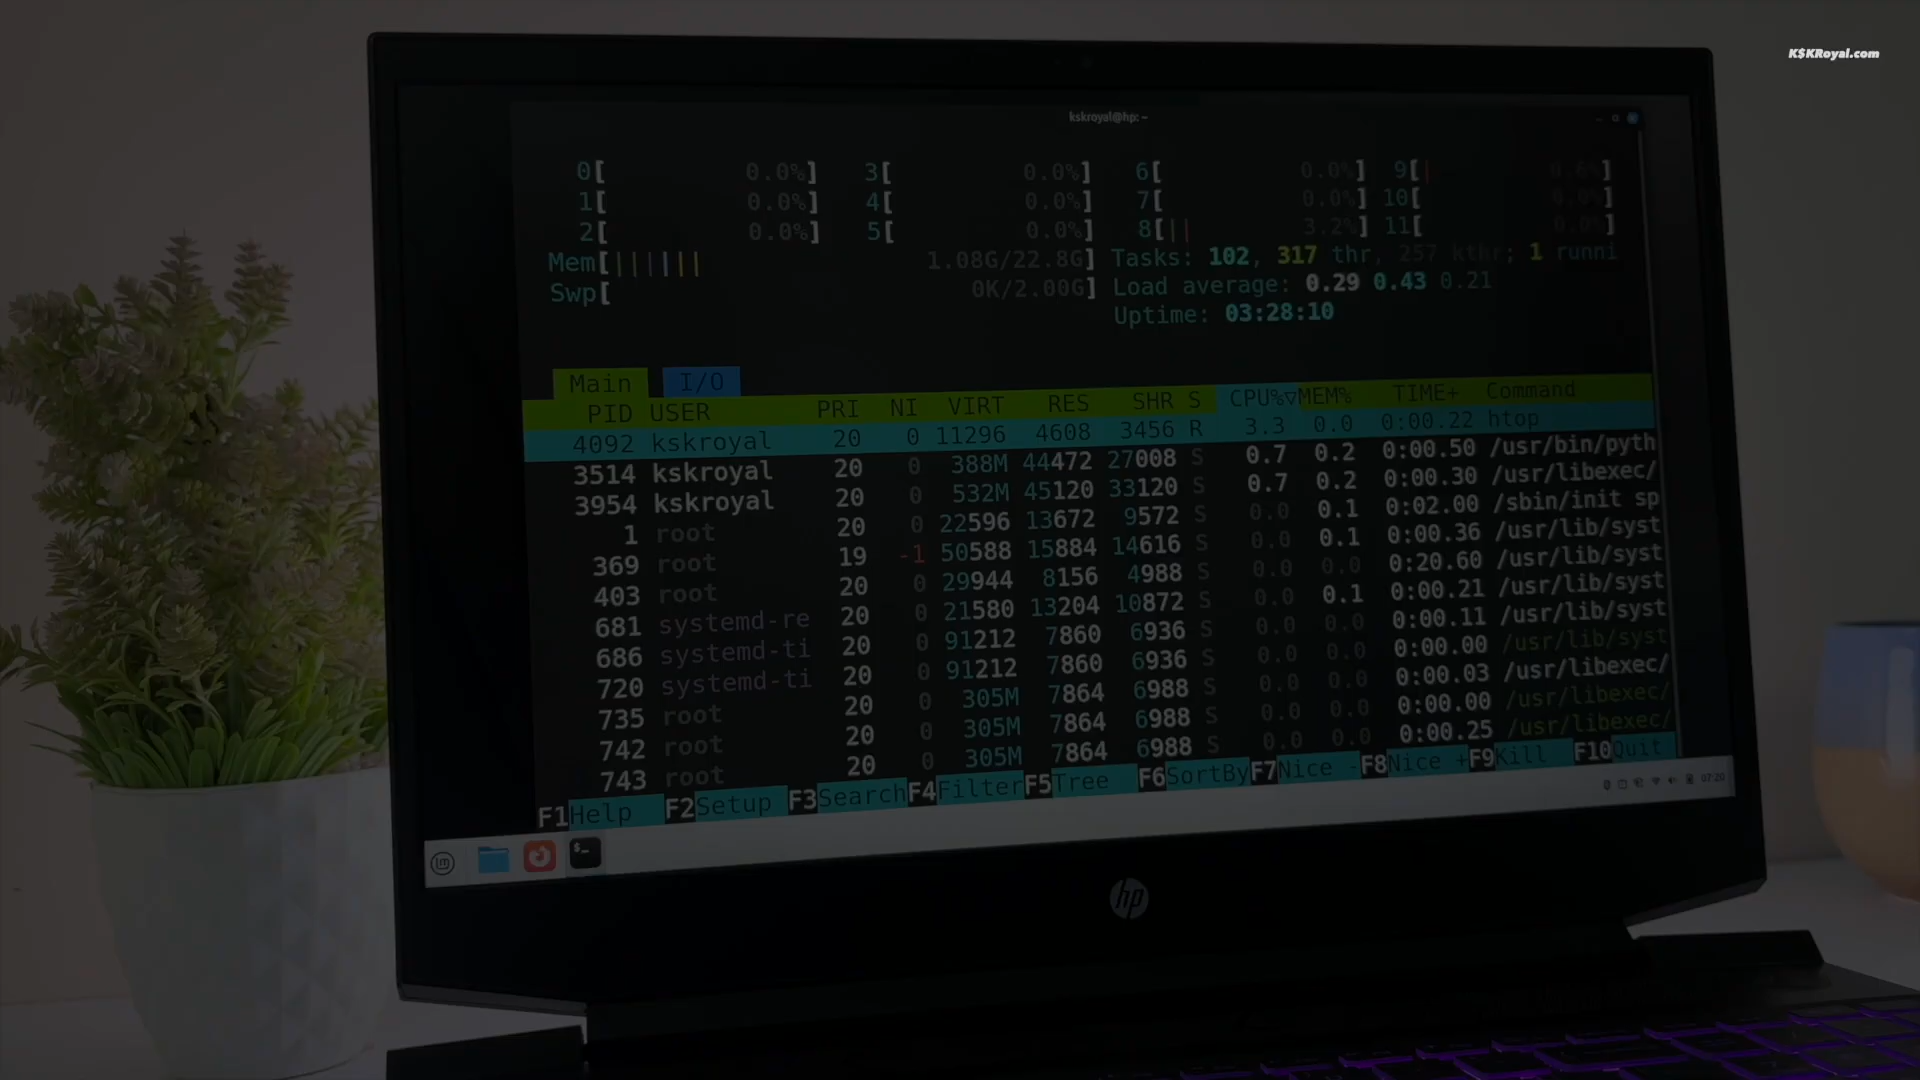 K$KRoyal.com
kskroyal@hp: ~
0[ 0.0%] 3[ 0.0%] 6[ 0.0%] 9[| 0.6%]
1[ 0.0%] 4[ 0.0%] 7[ 0.0%] 10[ 0.0%]
2[ 0.0%] 5[ 0.0%] 8[|| 3.2%] 11[ 0.0%]
Mem[|||||| 1.08G/22.8G] Tasks: 102, 317 thr, 257 kthr; 1 runni
Swp[ 0K/2.00G] Load average: 0.29 0.43 0.21
Uptime: 03:28:10
Main I/O
PID USER PRI NI VIRT RES SHR S CPU%▽MEM% TIME+ Command
4092 kskroyal 20 0 11296 4608 3456 R 3.3 0.0 0:00.22 htop
3514 kskroyal 20 0 388M 44472 27008 S 0.7 0.2 0:00.50 /usr/bin/pyth
3954 kskroyal 20 0 532M 45120 33120 S 0.7 0.2 0:00.30 /usr/libexec/
1 root 20 0 22596 13672 9572 S 0.0 0.1 0:02.00 /sbin/init sp
369 root 19 -1 50588 15884 14616 S 0.0 0.1 0:00.36 /usr/lib/syst
403 root 20 0 29944 8156 4988 S 0.0 0.0 0:20.60 /usr/lib/syst
681 systemd-re 20 0 21580 13204 10872 S 0.0 0.1 0:00.21 /usr/lib/syst
686 systemd-ti 20 0 91212 7860 6936 S 0.0 0.0 0:00.11 /usr/lib/syst
720 systemd-ti 20 0 91212 7860 6936 S 0.0 0.0 0:00.00 /usr/lib/syst
735 root 20 0 305M 7864 6988 S 0.0 0.0 0:00.03 /usr/libexec/
742 root 20 0 305M 7864 6988 S 0.0 0.0 0:00.00 /usr/libexec/
743 root 20 0 305M 7864 6988 S 0.0 0.0 0:00.25 /usr/libexec/
F1Help F2Setup F3Search F4Filter F5Tree F6SortBy F7Nice - F8Nice + F9Kill F10Quit
07:20
$_
hp